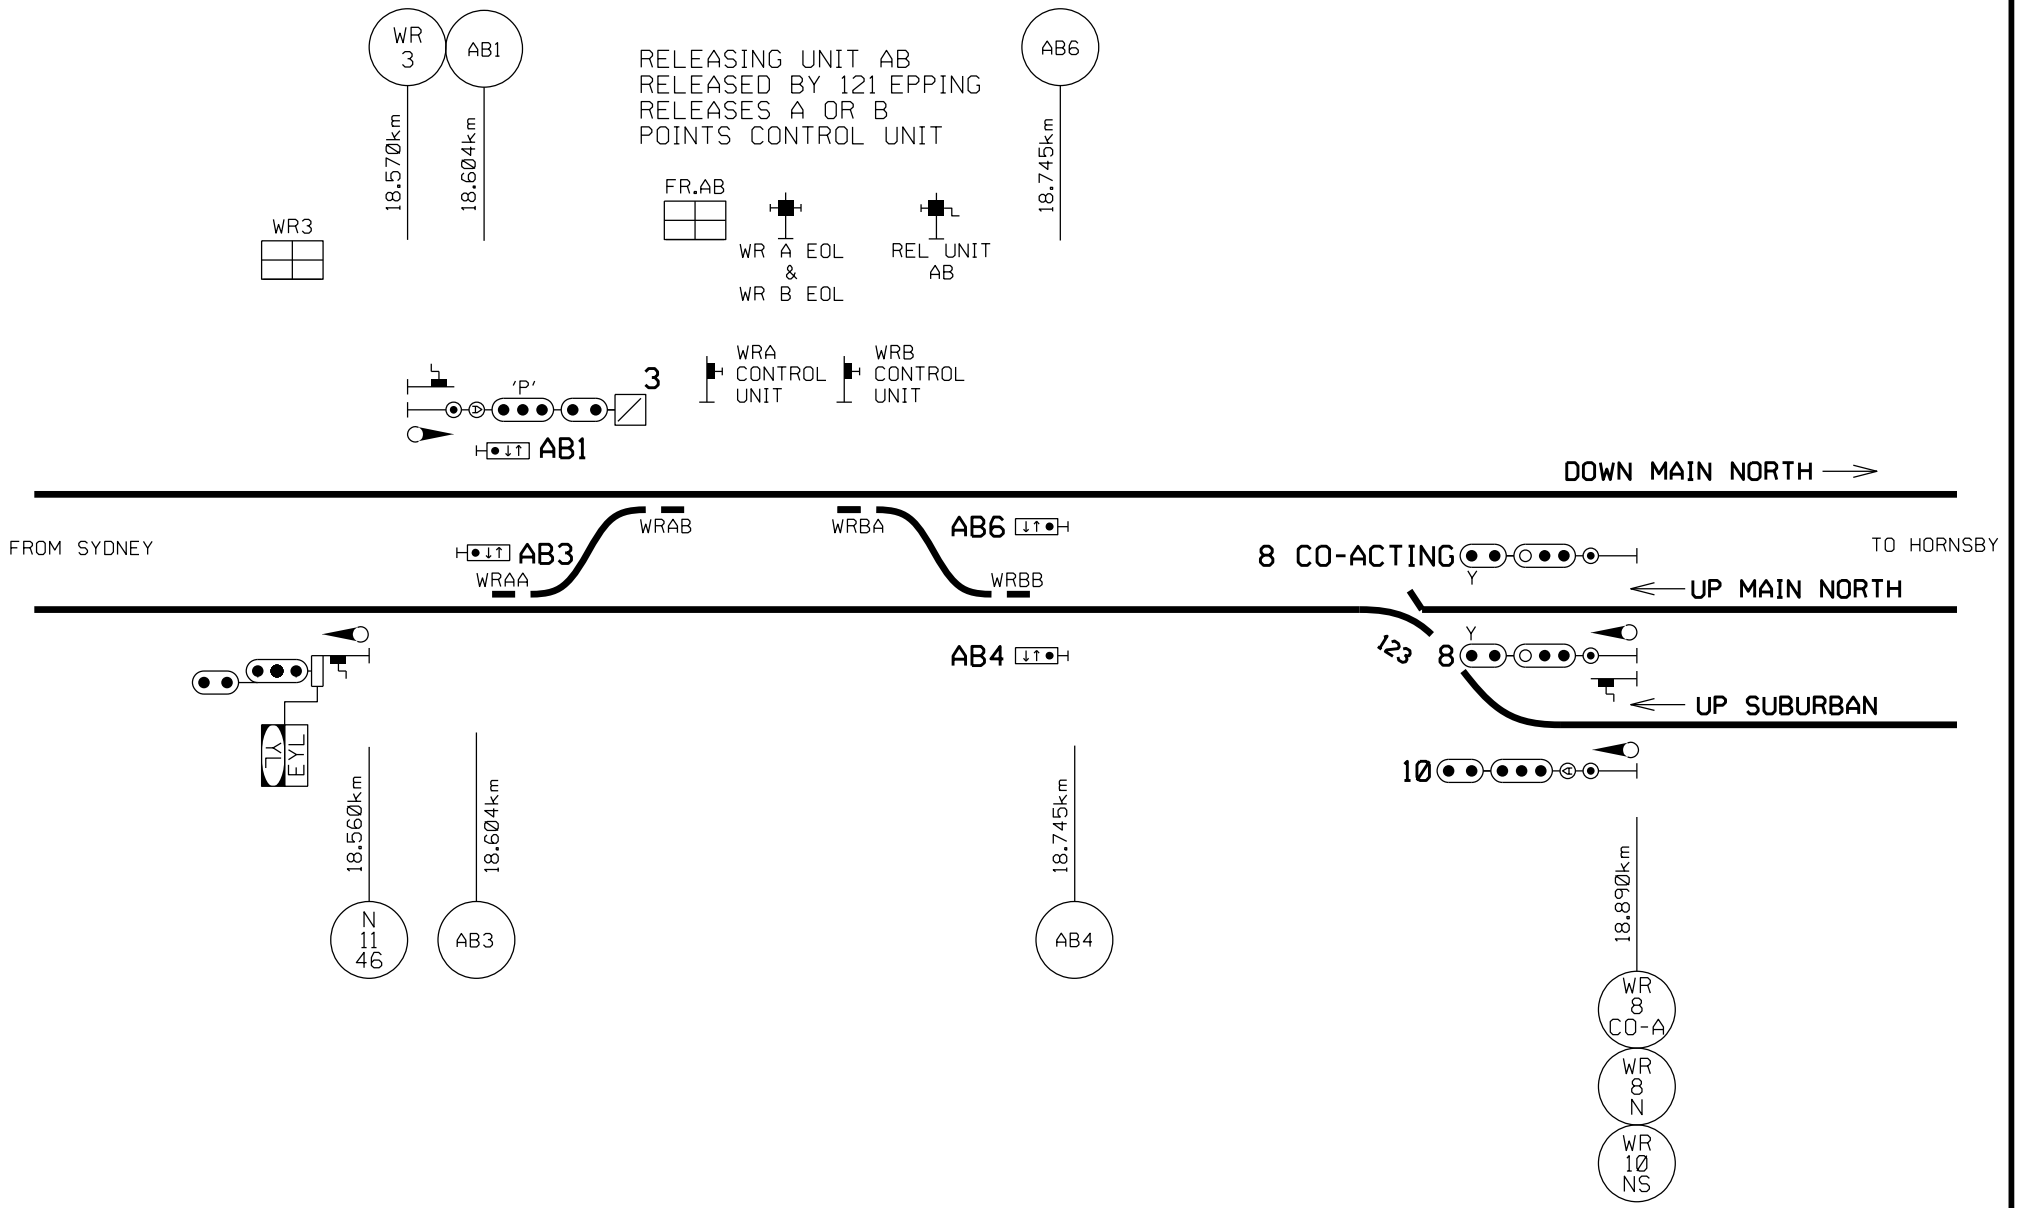 WR
3
AB1
AB6
RELEASING UNIT AB
RELEASED BY 121 EPPING
RELEASES A OR B
POINTS CONTROL UNIT
18.570km
18.604km
18.745km
WR3
FR.AB
WR A EOL
&
WR B EOL
REL UNIT
AB
'P'
3
A
WRA
CONTROL
UNIT
WRB
CONTROL
UNIT
AB1
DOWN MAIN NORTH
WRAB
WRBA
AB6
FROM SYDNEY
AB3
WRAA
WRBB
8 CO-ACTING
Y
TO HORNSBY
UP MAIN NORTH
AB4
123
Y
8
UP SUBURBAN
YL
EYL
10
A
18.560km
18.604km
18.745km
18.890km
N
11
46
AB3
AB4
WR
8
CO-A
WR
8
N
WR
10
NS